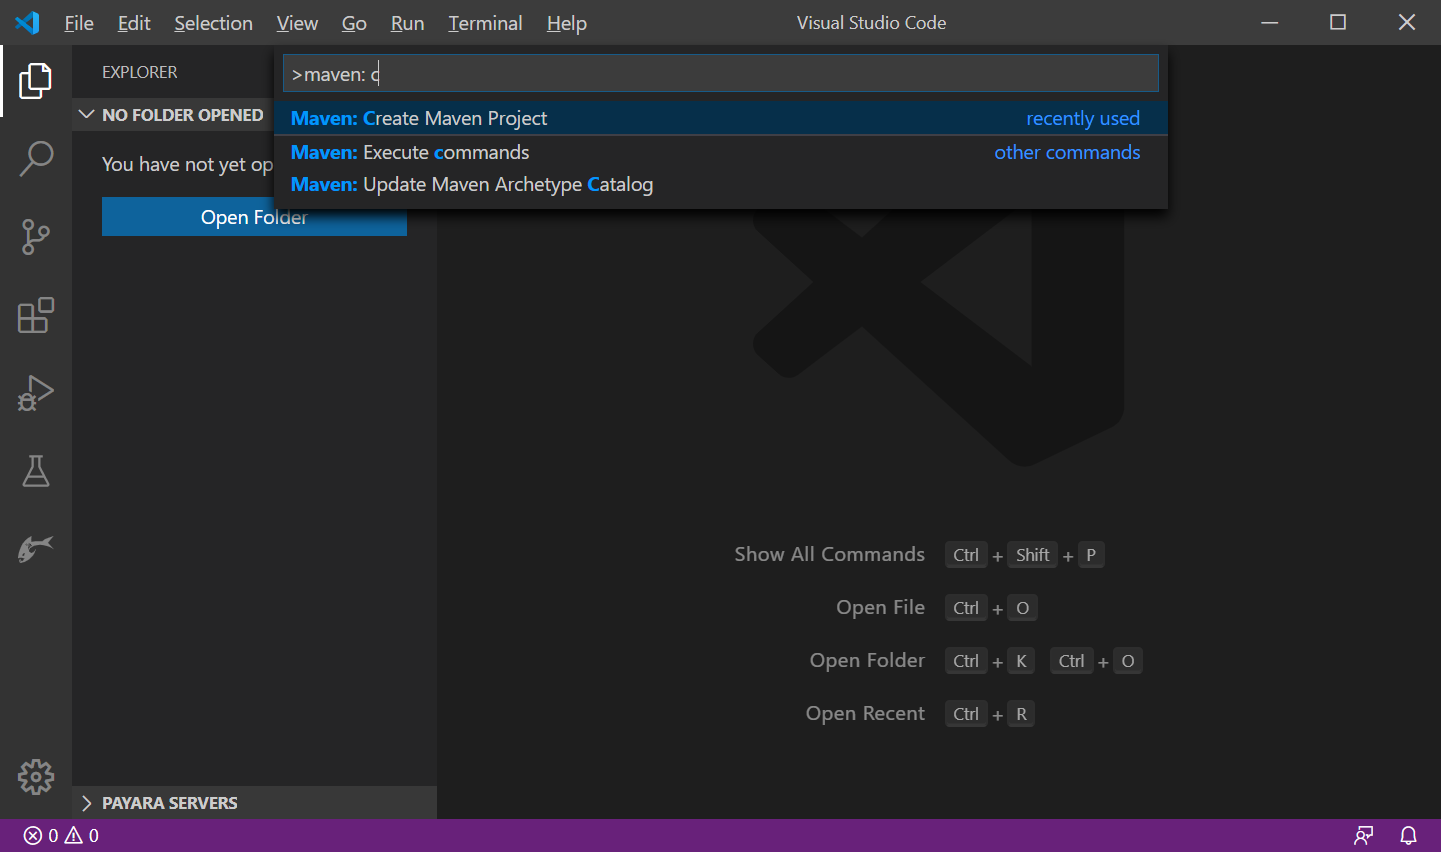 File Edit Selection View Go Run Terminal Help Visual Studio Code
EXPLORER
NO FOLDER OPENED
You have not yet op
Open Folder
>maven: c
Maven: Create Maven Project recently used
Maven: Execute commands other commands
Maven: Update Maven Archetype Catalog
Show All Commands Ctrl + Shift + P
Open File Ctrl + O
Open Folder Ctrl + K Ctrl + O
Open Recent Ctrl + R
PAYARA SERVERS
0 0